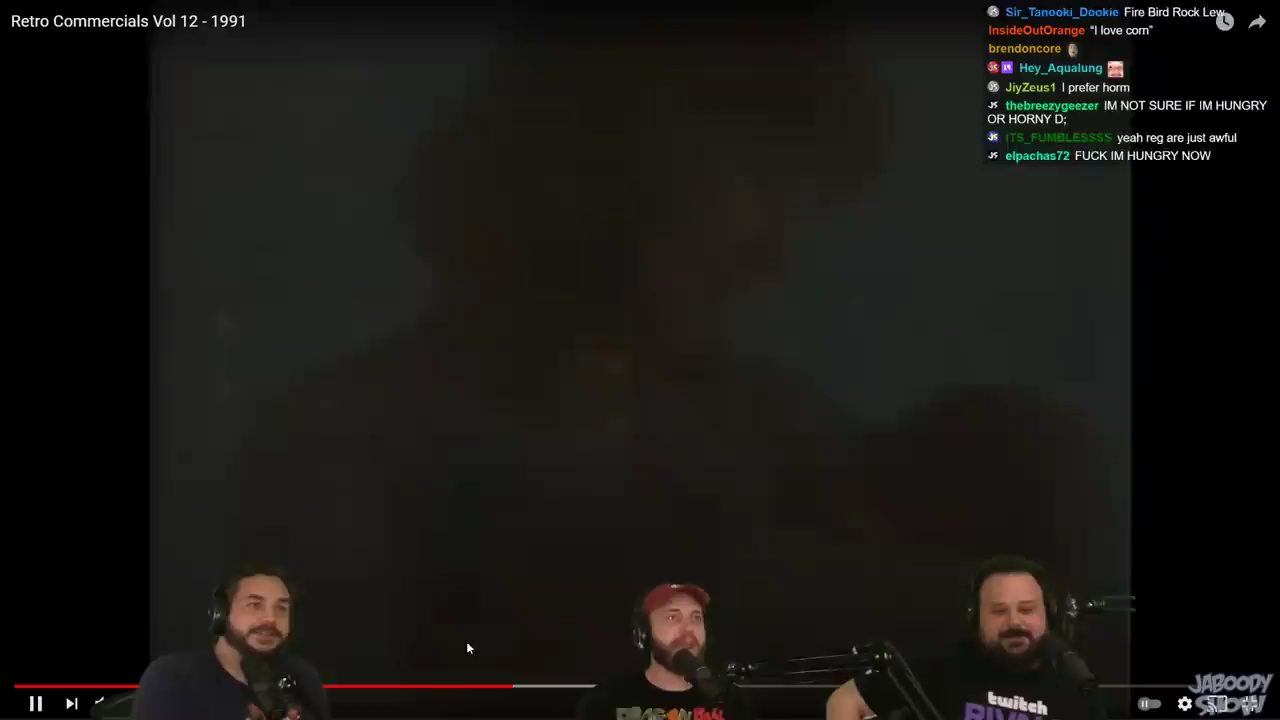 Retro Commercials Vol 12 - 1991
Sir_Tanooki_Dookie Fire Bird Rock Lew
InsideOutOrange “I love corn”
brendoncore
Hey_Aqualung
JiyZeus1 I prefer horm
thebreezygeezer IM NOT SURE IF IM HUNGRY
OR HORNY D;
ITS_FUMBLESSSS yeah reg are just awful
elpachas72 FUCK IM HUNGRY NOW
twitch
RIVALS
JABOODY
SHOW